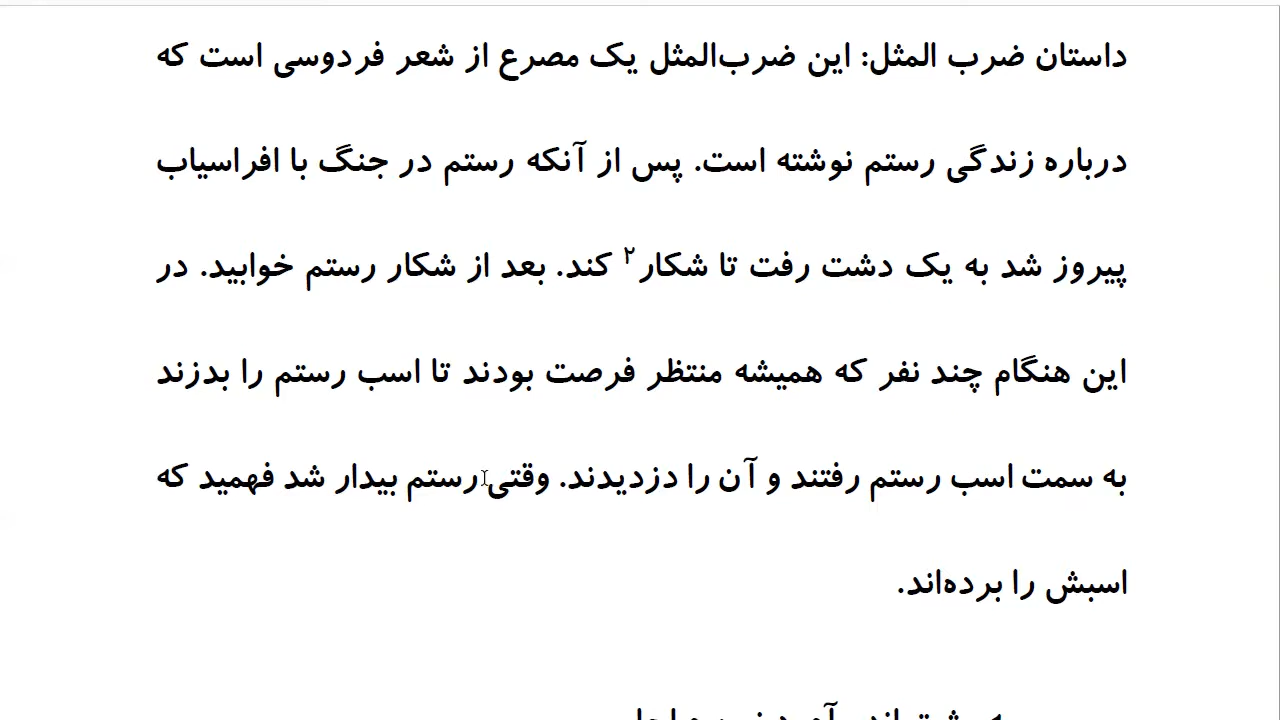 داستان ضرب المثل: این ضرب‌المثل یک مصرع از شعر فردوسی است که
درباره زندگی رستم نوشته است. پس از آنکه رستم در جنگ با افراسیاب
پیروز شد به یک دشت رفت تا شکار۲ کند. بعد از شکار رستم خوابید. در
این هنگام چند نفر که همیشه منتظر فرصت بودند تا اسب رستم را بدزند
به سمت اسب رستم رفتند و آن را دزدیدند. وقتی رستم بیدار شد فهمید که
اسبش را برده‌اند.